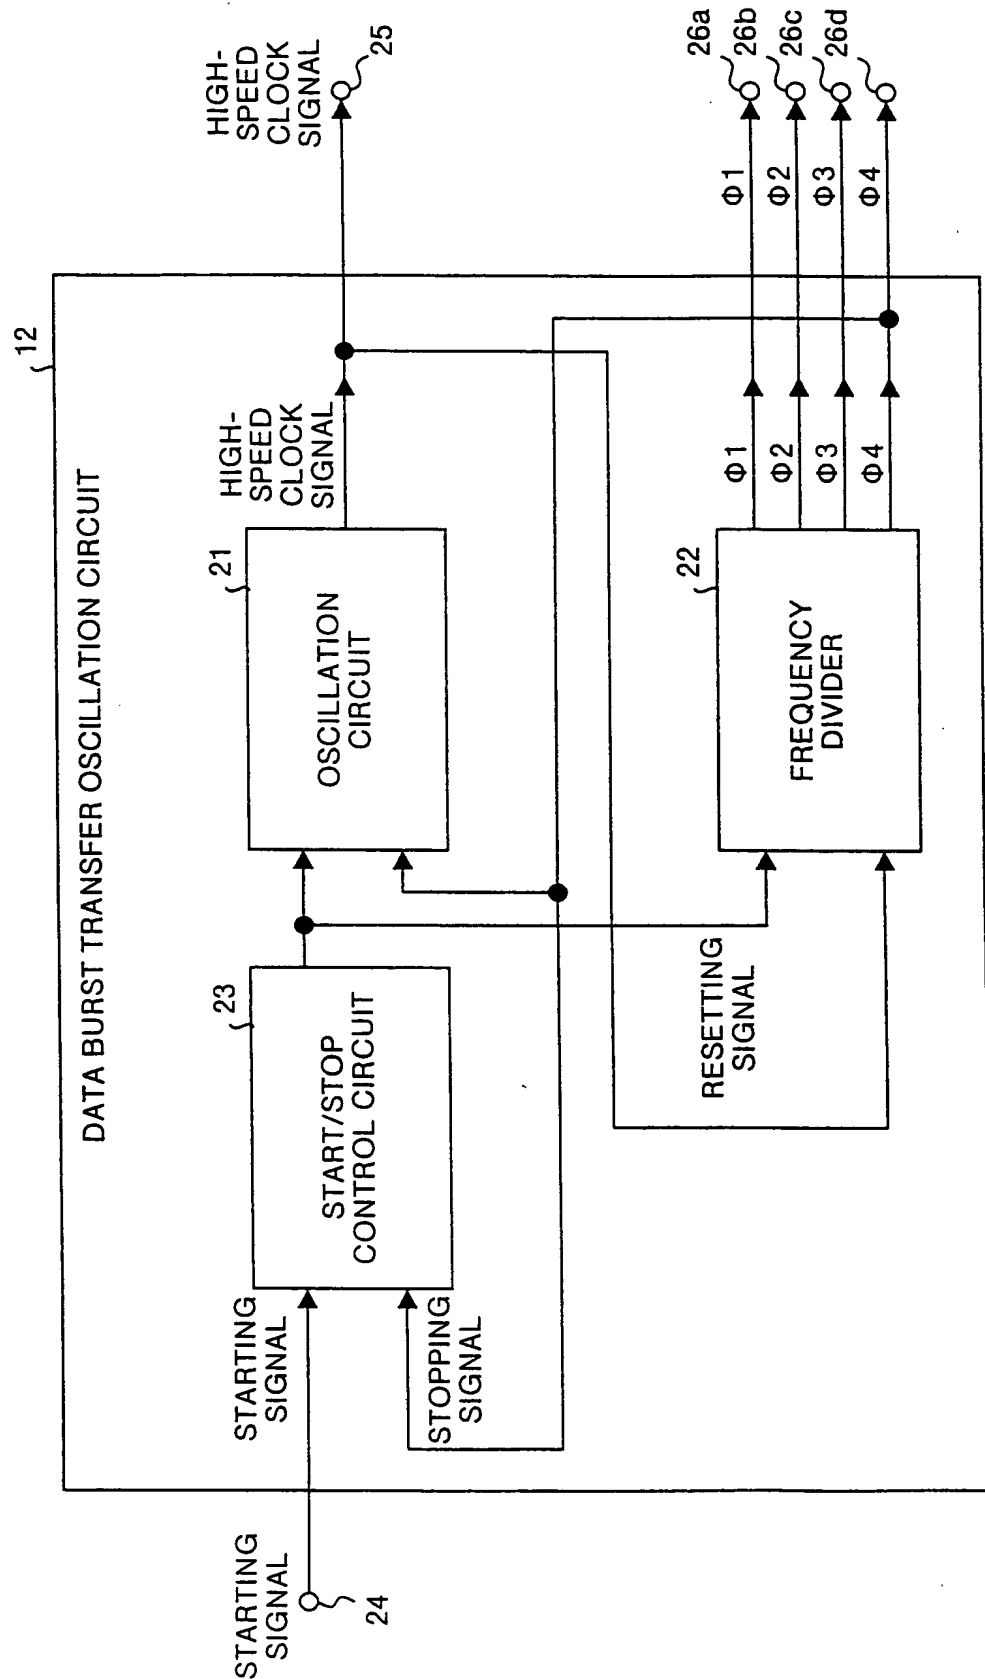 DATA BURST TRANSFER OSCILLATION CIRCUIT
12
STARTING
SIGNAL
24
STARTING
SIGNAL
STOPPING
SIGNAL
23
START/STOP
CONTROL CIRCUIT
21
OSCILLATION
CIRCUIT
HIGH-
SPEED
CLOCK
SIGNAL
HIGH-
SPEED
CLOCK
SIGNAL
25
RESETTING
SIGNAL
22
FREQUENCY
DIVIDER
Φ1
Φ2
Φ3
Φ4
Φ1
Φ2
Φ3
Φ4
26a
26b
26c
26d